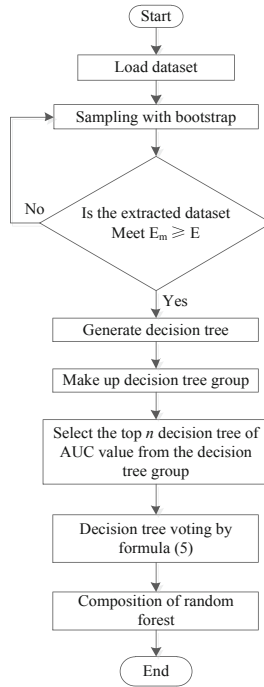 Start
Load dataset
Sampling with bootstrap
No
Is the extracted dataset
Meet Eₘ ≥ E
Yes
Generate decision tree
Make up decision tree group
Select the top n decision tree of
AUC value from the decision
tree group
Decision tree voting by
formula (5)
Composition of random
forest
End